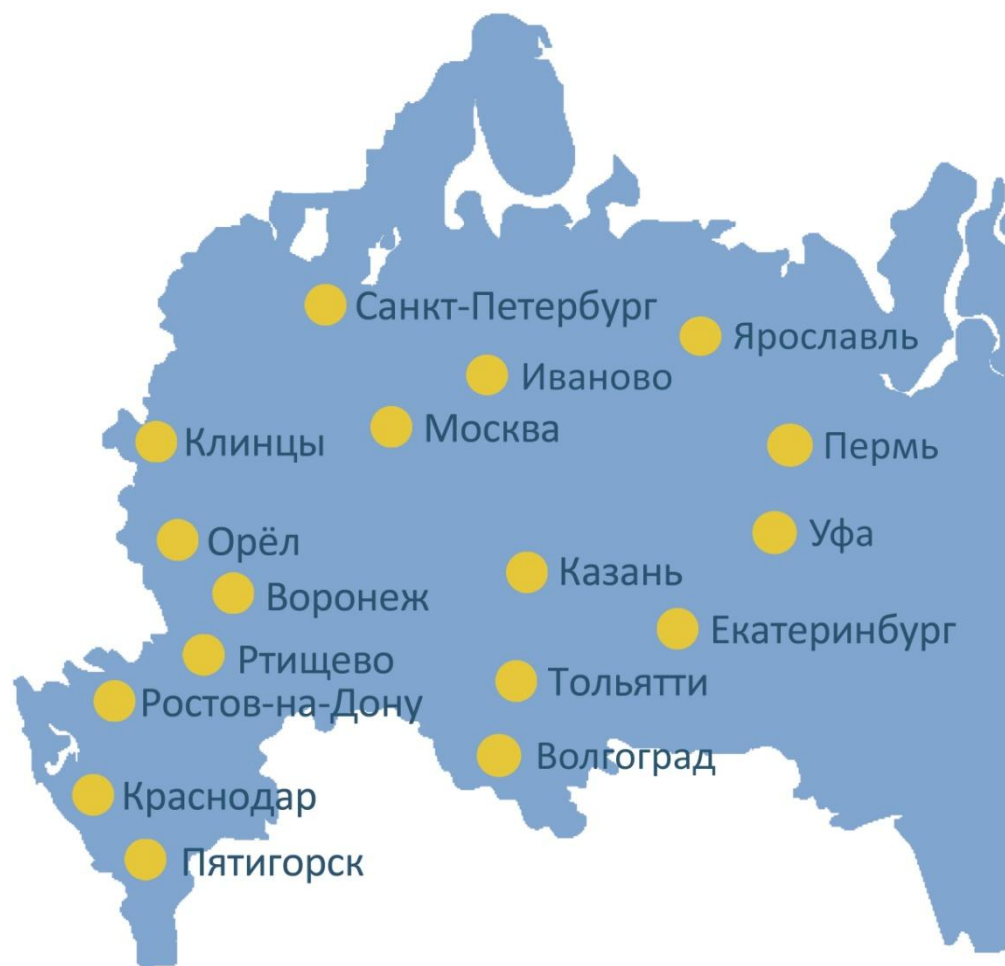 Санкт-Петербург
Ярославль
Иваново
Москва
Клинцы
Пермь
Уфа
Орёл
Казань
Воронеж
Екатеринбург
Ртищево
Тольятти
Ростов-на-Дону
Волгоград
Краснодар
Пятигорск